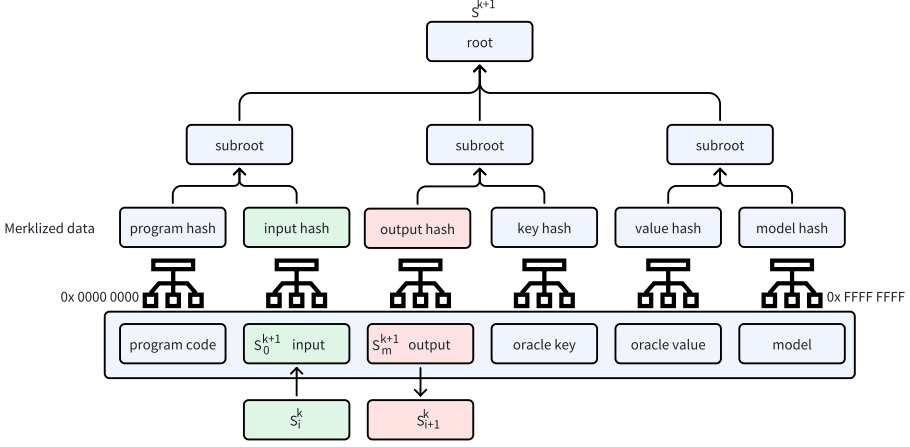 S^{k+1}
root
subroot subroot subroot
Merklized data program hash input hash output hash key hash value hash model hash
0x 0000 0000 0x FFFF FFFF
program code S_0^{k+1} input S_m^{k+1} output oracle key oracle value model
S_i^k S_{i+1}^k